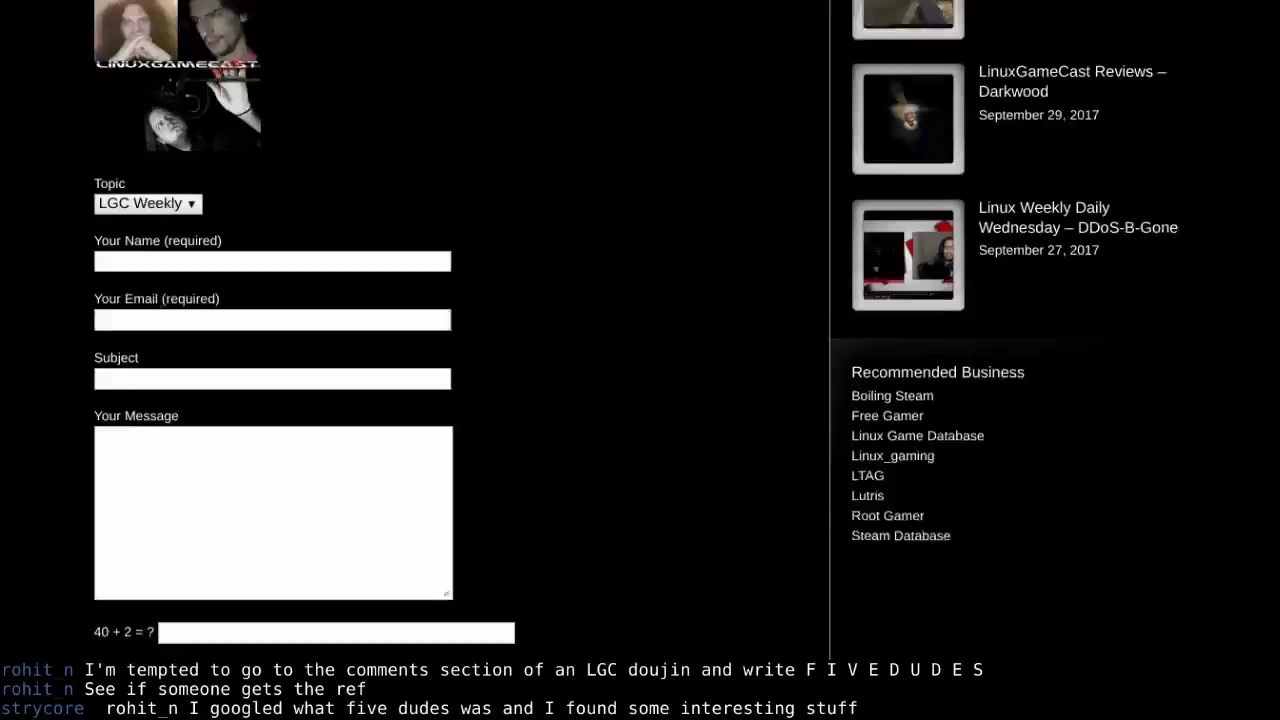 LINUXGAMECAST
Topic
LGC Weekly ▼
Your Name (required)
Your Email (required)
Subject
Your Message
40 + 2 = ?
LinuxGameCast Reviews –
Darkwood
September 29, 2017
Linux Weekly Daily
Wednesday – DDoS-B-Gone
September 27, 2017
Recommended Business
Boiling Steam
Free Gamer
Linux Game Database
Linux_gaming
LTAG
Lutris
Root Gamer
Steam Database
rohit_n I'm tempted to go to the comments section of an LGC doujin and write F I V E D U D E S
rohit_n See if someone gets the ref
strycore rohit_n I googled what five dudes was and I found some interesting stuff